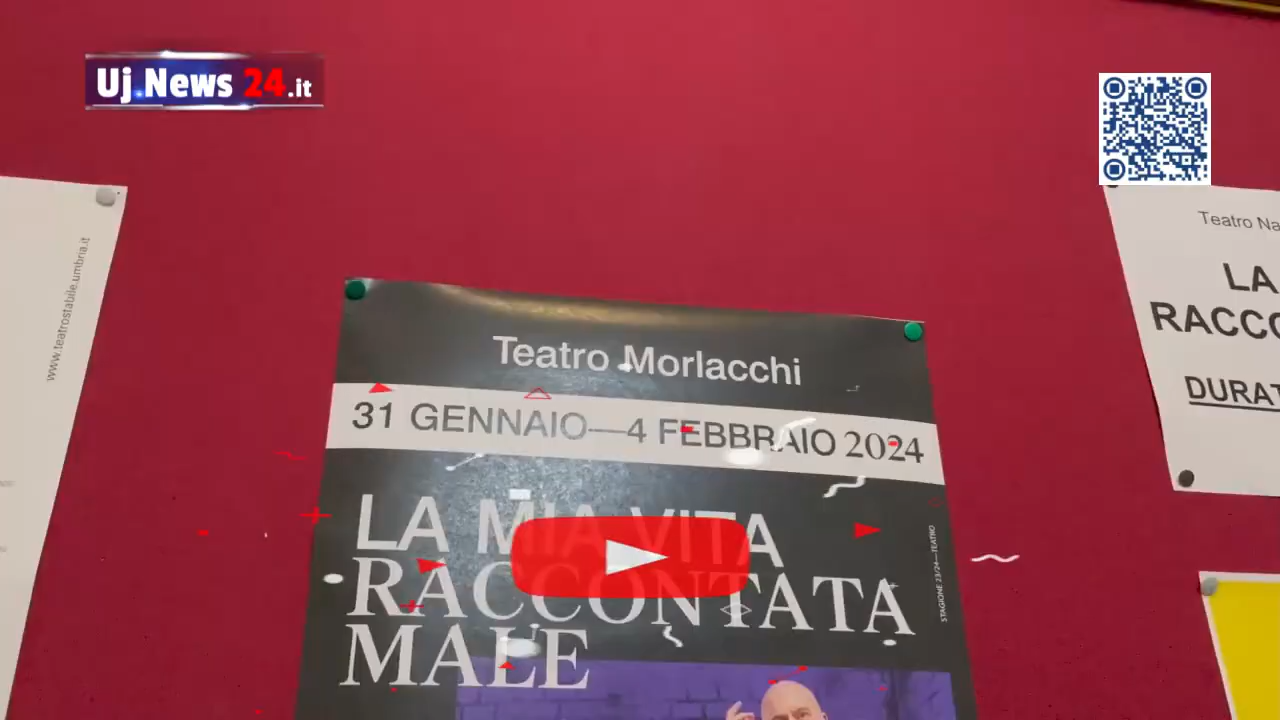 Uj.News 24.it
www.teatrostabile.umbria.it
Teatro Morlacchi
31 GENNAIO—4 FEBBRAIO 2024
LA MIA VITA
RACCONTATA
MALE
STAGIONE 23/24—TEATRO
Teatro Na
LA
RACCO
DURAT